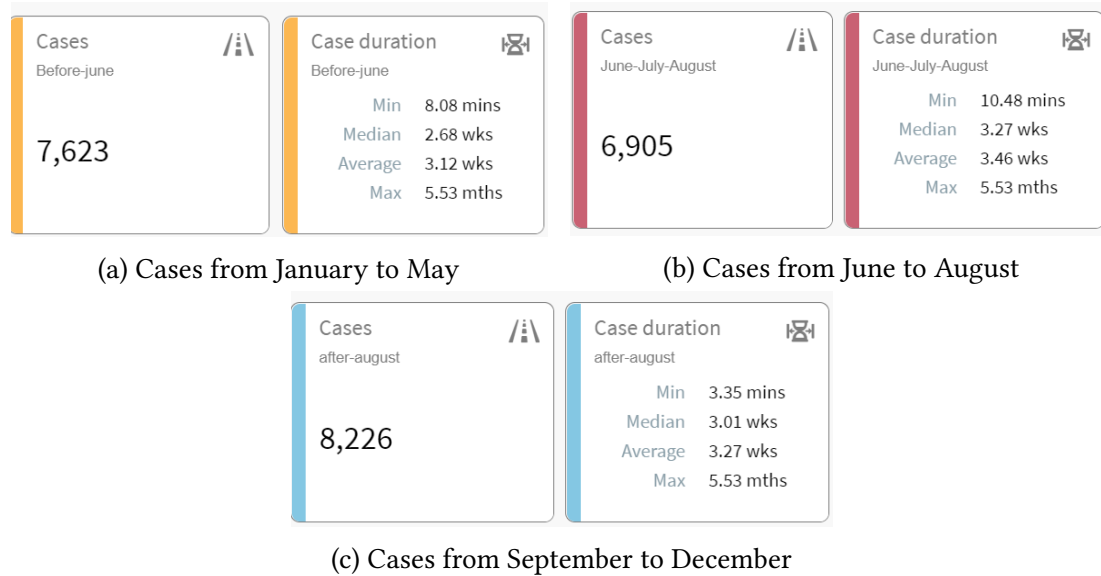 Cases
Before-june
7,623
Case duration
Before-june
Min 8.08 mins
Median 2.68 wks
Average 3.12 wks
Max 5.53 mths
(a) Cases from January to May
Cases
June-July-August
6,905
Case duration
June-July-August
Min 10.48 mins
Median 3.27 wks
Average 3.46 wks
Max 5.53 mths
(b) Cases from June to August
Cases
after-august
8,226
Case duration
after-august
Min 3.35 mins
Median 3.01 wks
Average 3.27 wks
Max 5.53 mths
(c) Cases from September to December